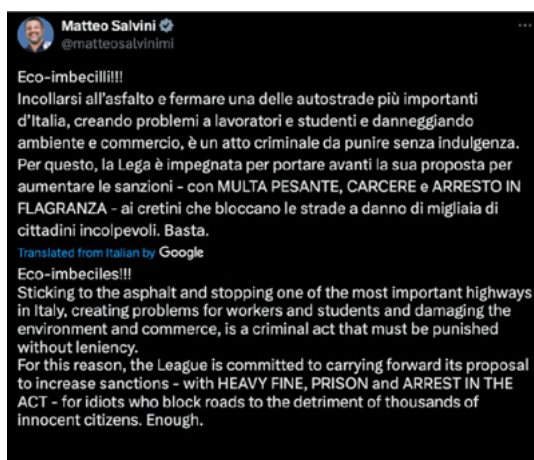 Matteo Salvini
@matteosalvinimi
Eco-imbecilli!!!
Incollarsi all'asfalto e fermare una delle autostrade più importanti
d'Italia, creando problemi a lavoratori e studenti e danneggiando
ambiente e commercio, è un atto criminale da punire senza indulgenza.
Per questo, la Lega è impegnata per portare avanti la sua proposta per
aumentare le sanzioni - con MULTA PESANTE, CARCERE e ARRESTO IN
FLAGRANZA - ai cretini che bloccano le strade a danno di migliaia di
cittadini incolpevoli. Basta.
Translated from Italian by Google
Eco-imbeciles!!!
Sticking to the asphalt and stopping one of the most important highways
in Italy, creating problems for workers and students and damaging the
environment and commerce, is a criminal act that must be punished
without leniency.
For this reason, the League is committed to carrying forward its proposal
to increase sanctions - with HEAVY FINE, PRISON and ARREST IN THE
ACT - for idiots who block roads to the detriment of thousands of
innocent citizens. Enough.